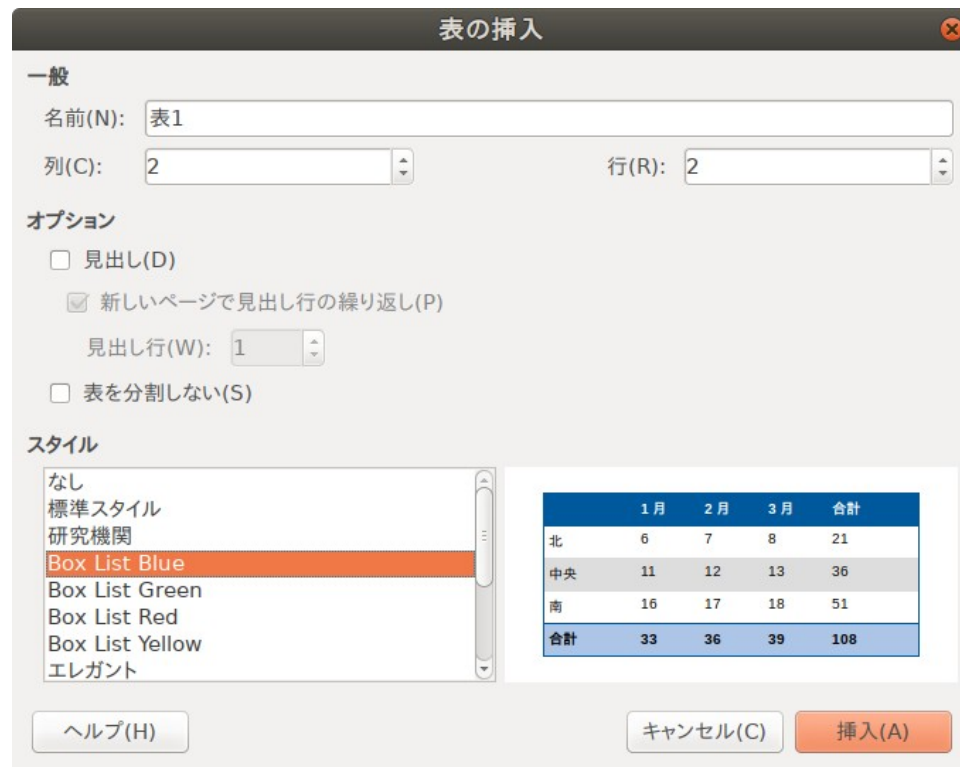 表の挿入
一般
名前(N): 表1
列(C): 2 行(R): 2
オプション
見出し(D)
新しいページで見出し行の繰り返し(P)
見出し行(W): 1
表を分割しない(S)
スタイル
なし
標準スタイル
研究機関
Box List Blue
Box List Green
Box List Red
Box List Yellow
エレガント
1月 2月 3月 合計
北 6 7 8 21
中央 11 12 13 36
南 16 17 18 51
合計 33 36 39 108
ヘルプ(H) キャンセル(C) 挿入(A)